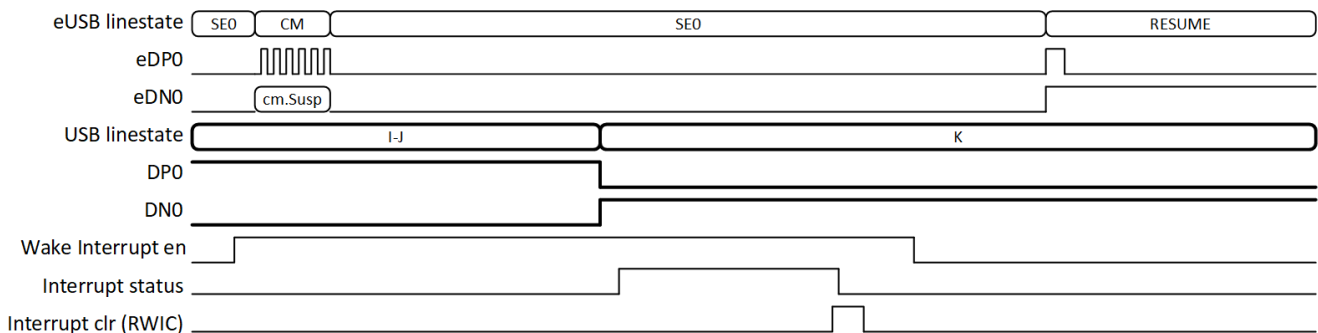 eUSB linestate SE0 CM SE0 RESUME
eDP0
eDN0 cm.Susp
USB linestate I-J K
DP0
DN0
Wake Interrupt en
Interrupt status
Interrupt clr (RWIC)